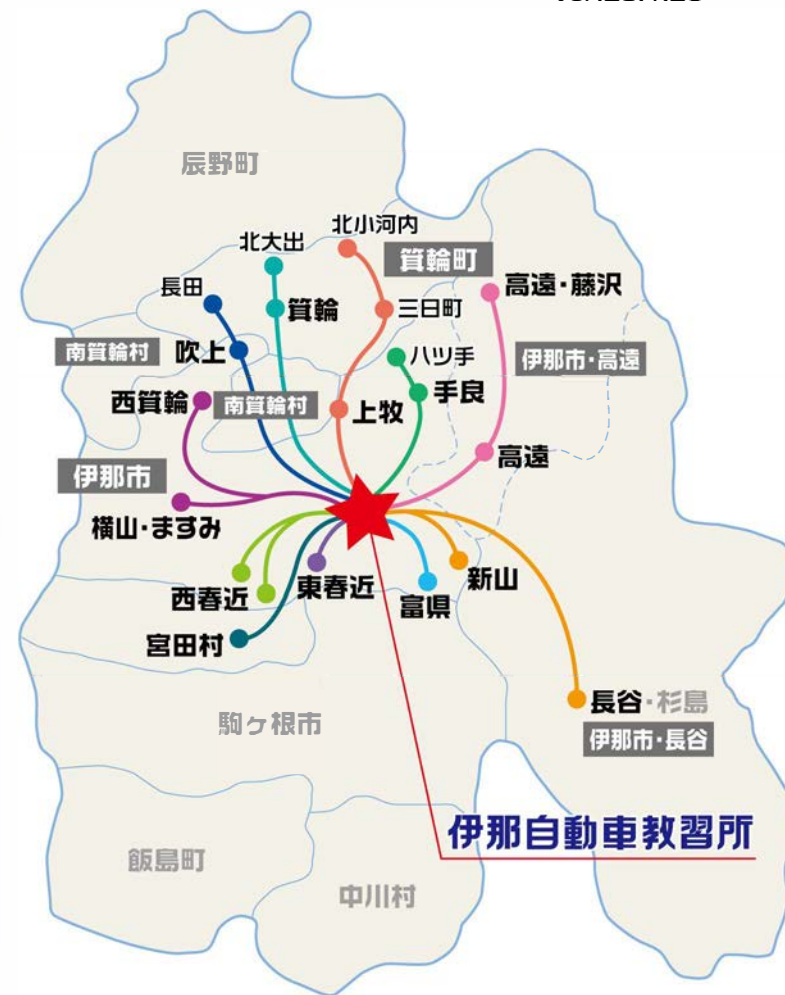 辰野町
北小河内
北大出
箕輪町
長田
高遠・藤沢
箕輪
三日町
南箕輪村
吹上
八ツ手
伊那市・高遠
西箕輪
南箕輪村
上牧
手良
高遠
伊那市
横山・ますみ
西春近
東春近
富県
新山
宮田村
長谷・杉島
駒ヶ根市
伊那市・長谷
伊那自動車教習所
飯島町
中川村